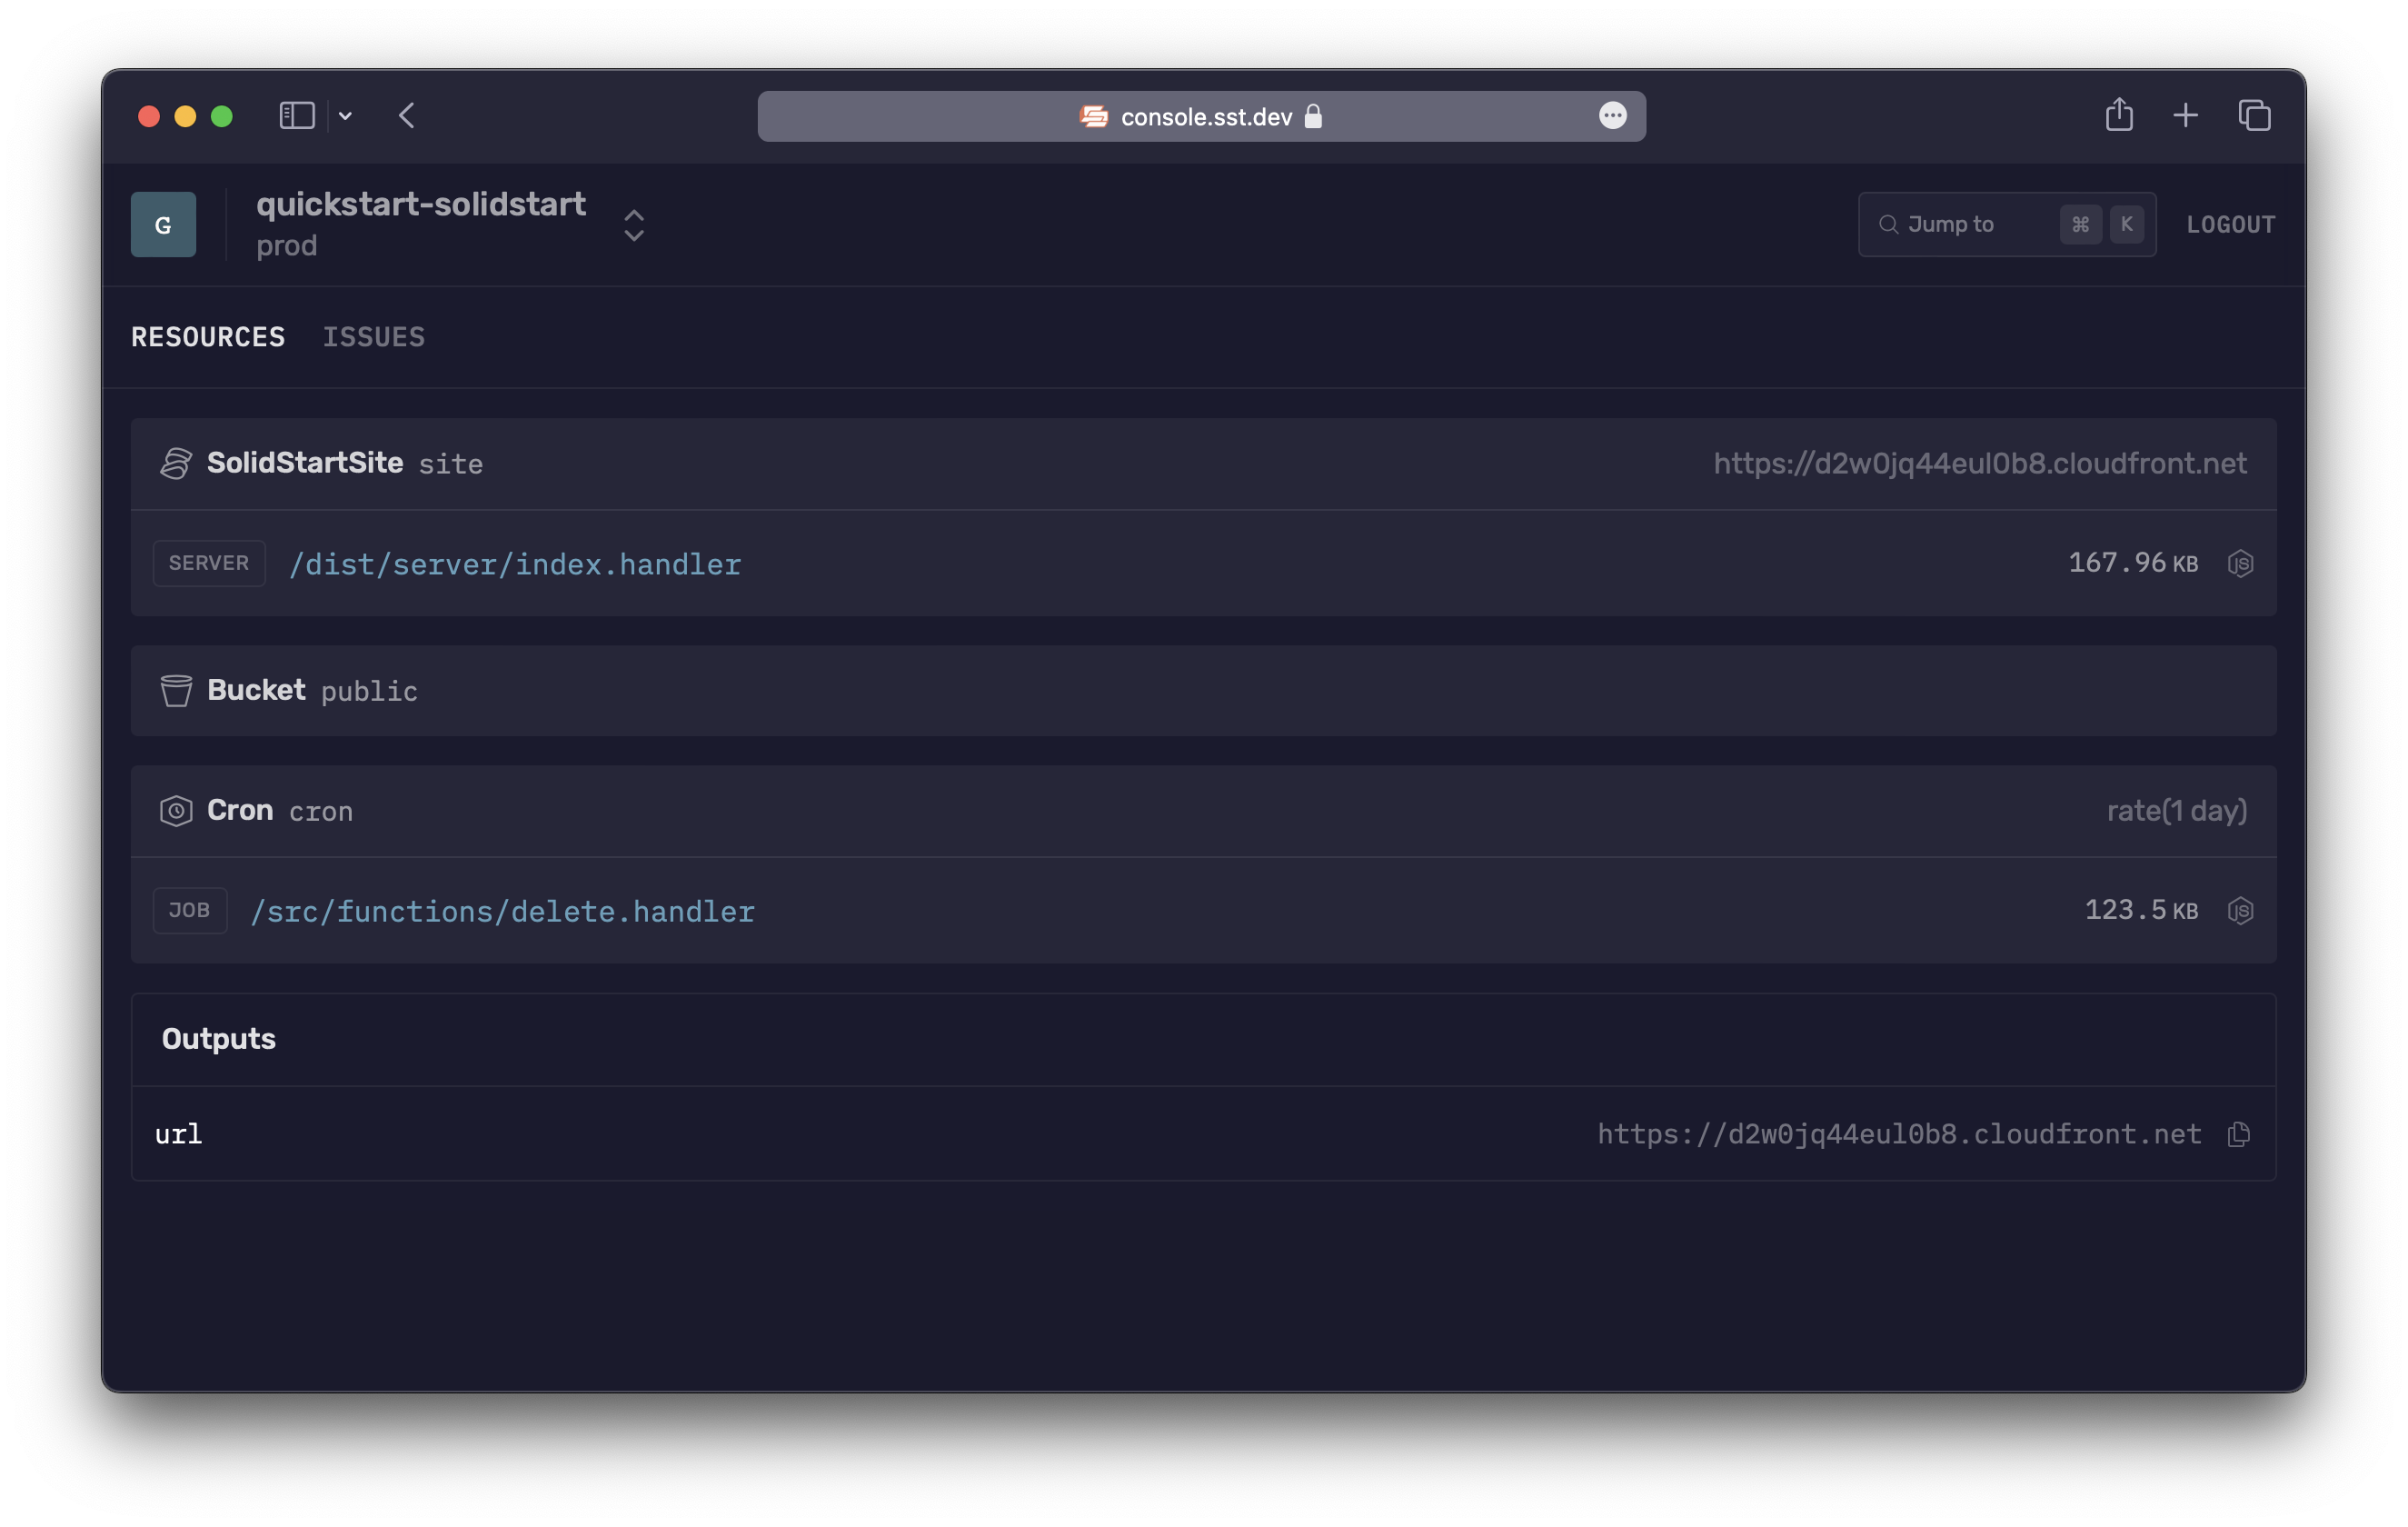 console.sst.dev
G
quickstart-solidstart
prod
Jump to ⌘ K
LOGOUT
RESOURCES ISSUES
SolidStartSite site https://d2w0jq44eul0b8.cloudfront.net
SERVER /dist/server/index.handler 167.96 KB JS
Bucket public
Cron cron rate(1 day)
JOB /src/functions/delete.handler 123.5 KB JS
Outputs
url https://d2w0jq44eul0b8.cloudfront.net